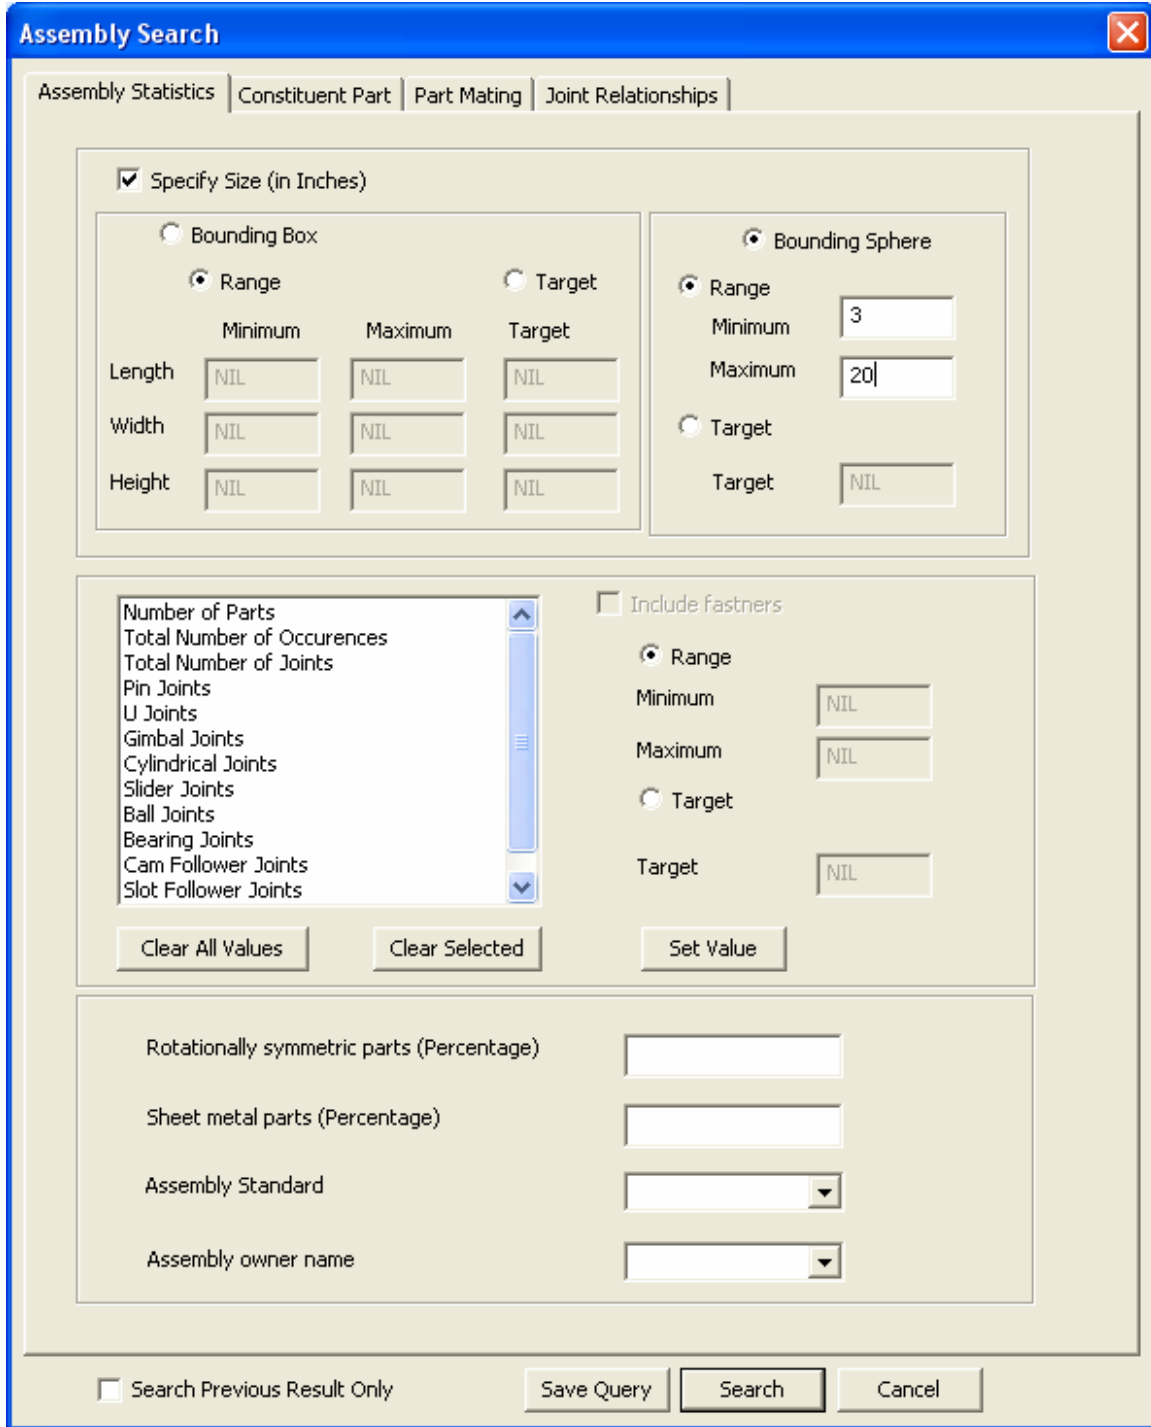 Assembly Search
Assembly Statistics Constituent Part Part Mating Joint Relationships
Specify Size (in Inches)
Bounding Box
Range Target
Minimum Maximum Target
Length NIL NIL NIL
Width NIL NIL NIL
Height NIL NIL NIL
Bounding Sphere
Range
Minimum 3
Maximum 20
Target
Target NIL
Number of Parts
Total Number of Occurences
Total Number of Joints
Pin Joints
U Joints
Gimbal Joints
Cylindrical Joints
Slider Joints
Ball Joints
Bearing Joints
Cam Follower Joints
Slot Follower Joints
Include fastners
Range
Minimum NIL
Maximum NIL
Target
Target NIL
Clear All Values Clear Selected Set Value
Rotationally symmetric parts (Percentage)
Sheet metal parts (Percentage)
Assembly Standard
Assembly owner name
Search Previous Result Only Save Query Search Cancel